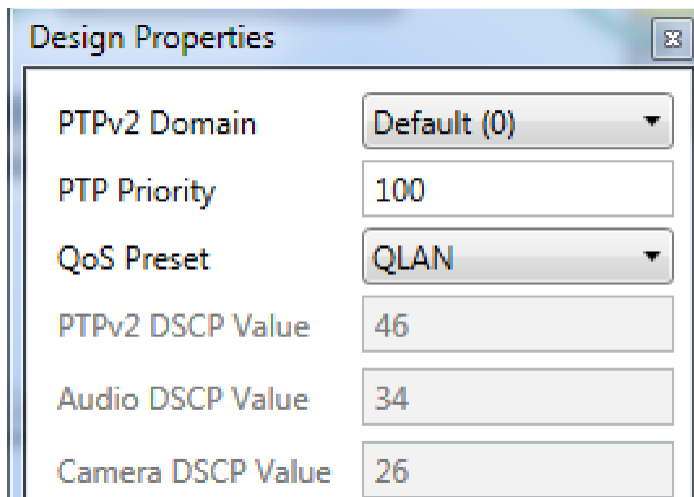 Design Properties
PTPv2 Domain Default (0)
PTP Priority 100
QoS Preset QLAN
PTPv2 DSCP Value 46
Audio DSCP Value 34
Camera DSCP Value 26